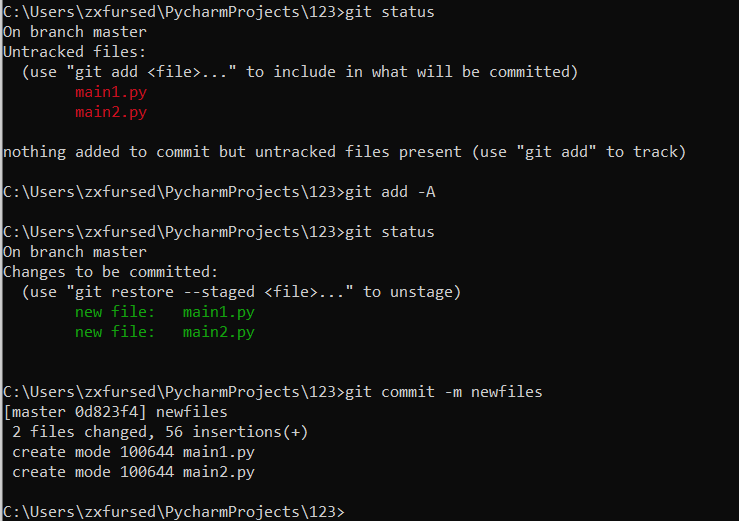 C:\Users\zxfursed\PycharmProjects\123>git status
On branch master
Untracked files:
  (use "git add <file>..." to include in what will be committed)
        main1.py
        main2.py

nothing added to commit but untracked files present (use "git add" to track)

C:\Users\zxfursed\PycharmProjects\123>git add -A

C:\Users\zxfursed\PycharmProjects\123>git status
On branch master
Changes to be committed:
  (use "git restore --staged <file>..." to unstage)
        new file:   main1.py
        new file:   main2.py

C:\Users\zxfursed\PycharmProjects\123>git commit -m newfiles
[master 0d823f4] newfiles
 2 files changed, 56 insertions(+)
 create mode 100644 main1.py
 create mode 100644 main2.py

C:\Users\zxfursed\PycharmProjects\123>